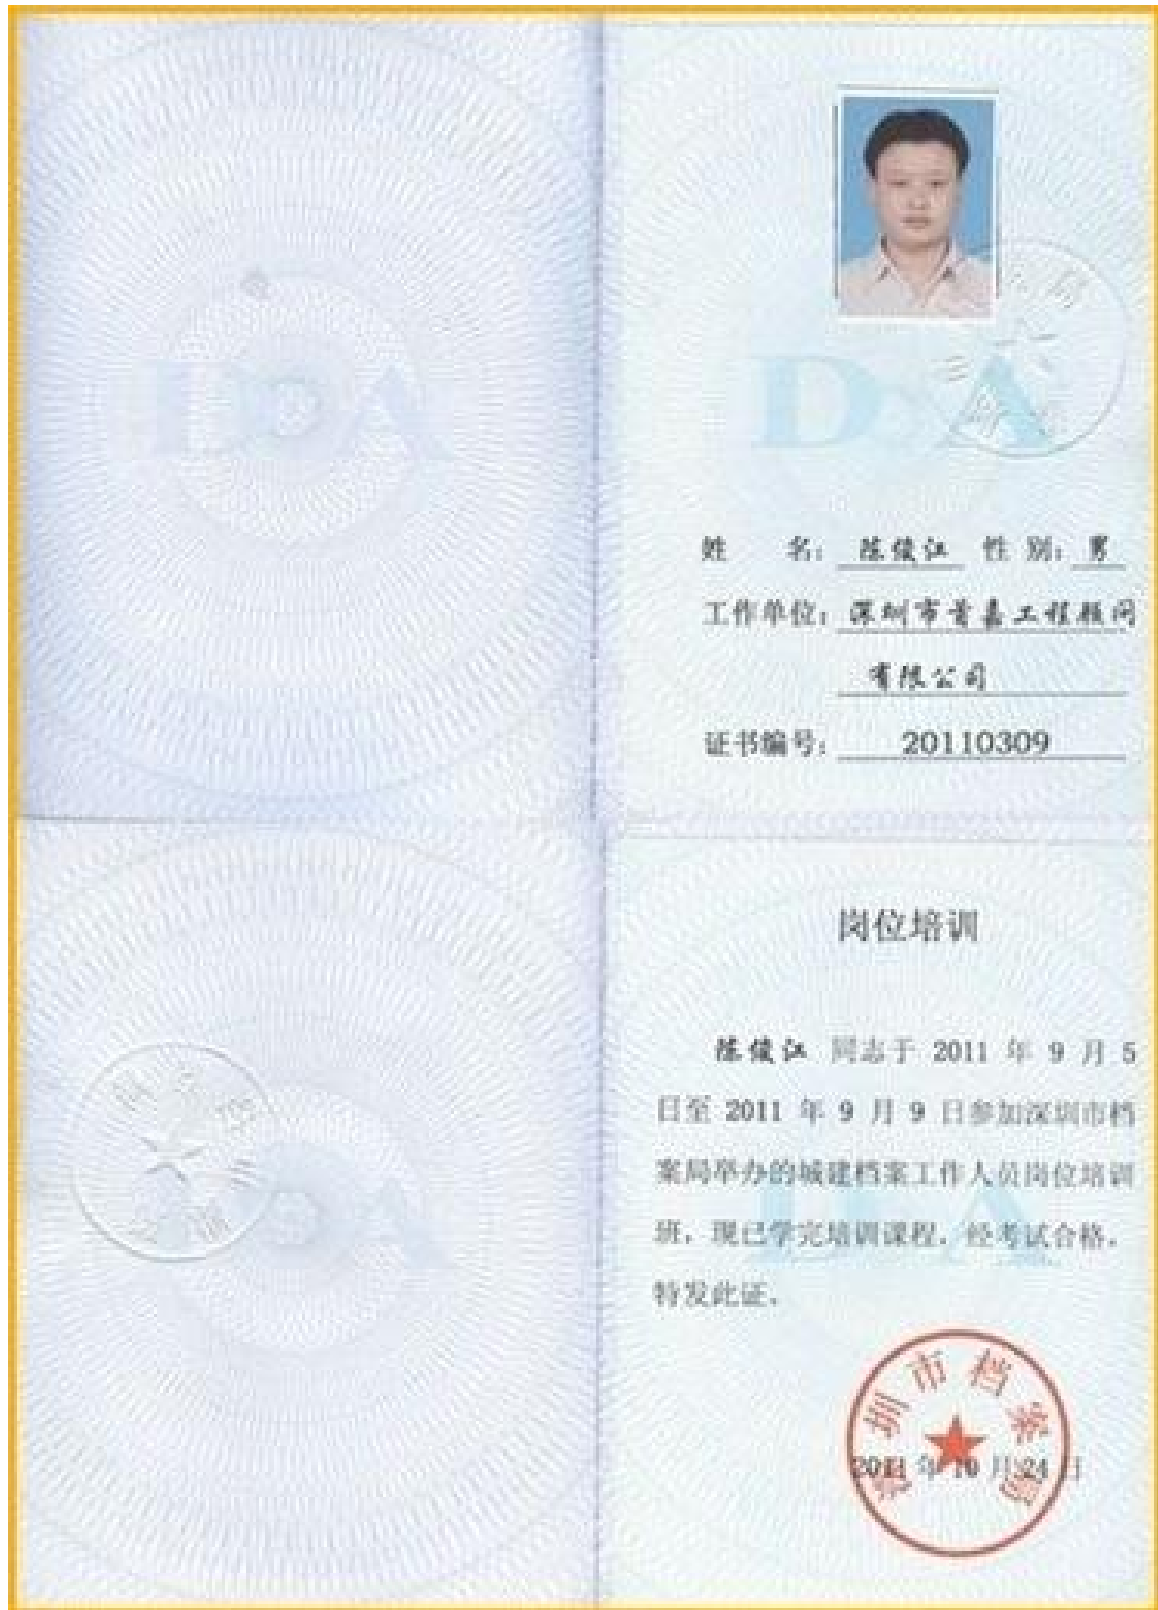 DA
DA
姓 名: 陈俊江 性别: 男
工作单位: 深圳市首嘉工程顾问
有限公司
证书编号: 20110309
岗位培训
陈俊江 同志于 2011 年 9 月 5
日至 2011 年 9 月 9 日参加深圳市档
案局举办的城建档案工作人员岗位培训
班,现已学完培训课程,经考试合格,
特发此证。
深圳市档案局
2011 年 10 月 24 日